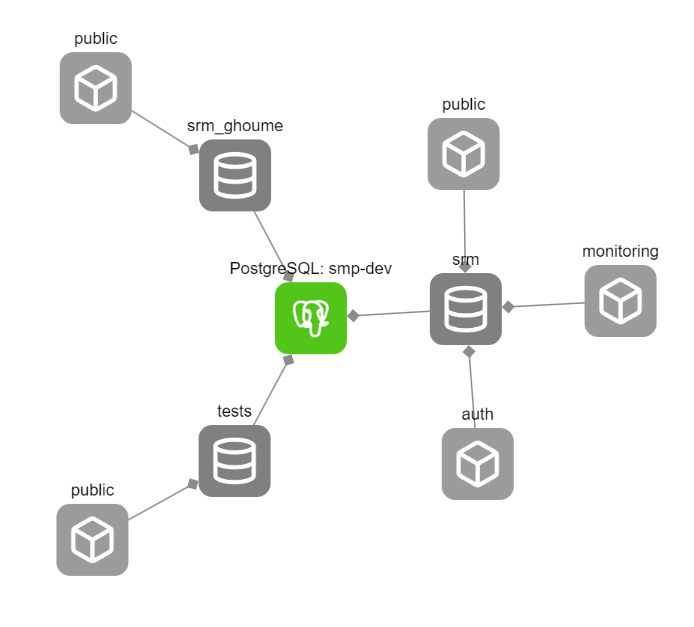 public
public
srm_ghoume
monitoring
srm
PostgreSQL: smp-dev
tests
auth
public